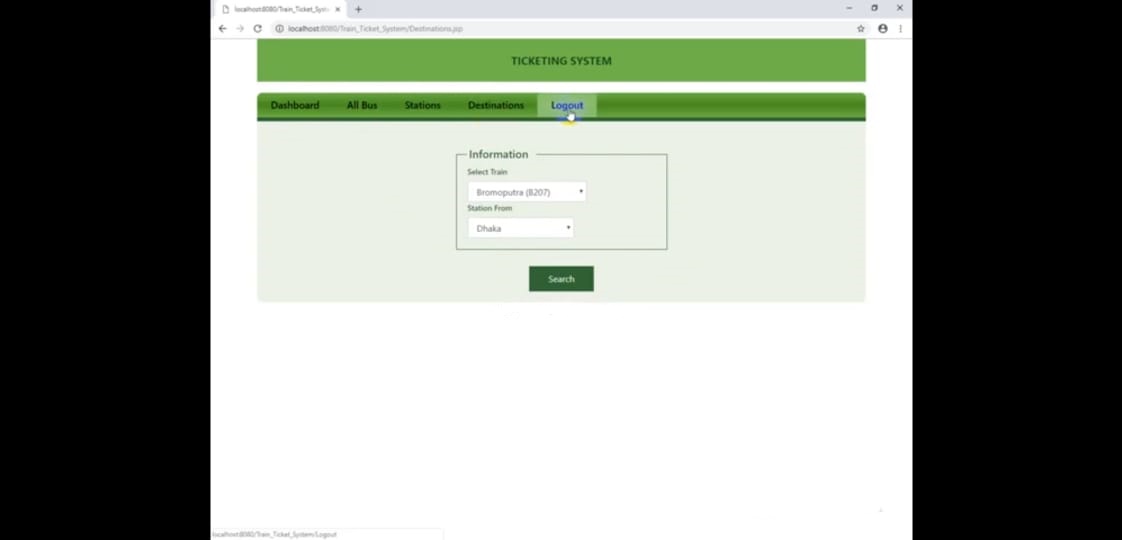 localhost:8080/Train_Ticket_Syst
localhost:8080/Train_Ticket_System/Destinations.jsp
TICKETING SYSTEM
Dashboard All Bus Stations Destinations Logout
Information
Select Train
Bromoputra (B207)
Station From
Dhaka
Search
localhost:8080/Train_Ticket_System/Logout